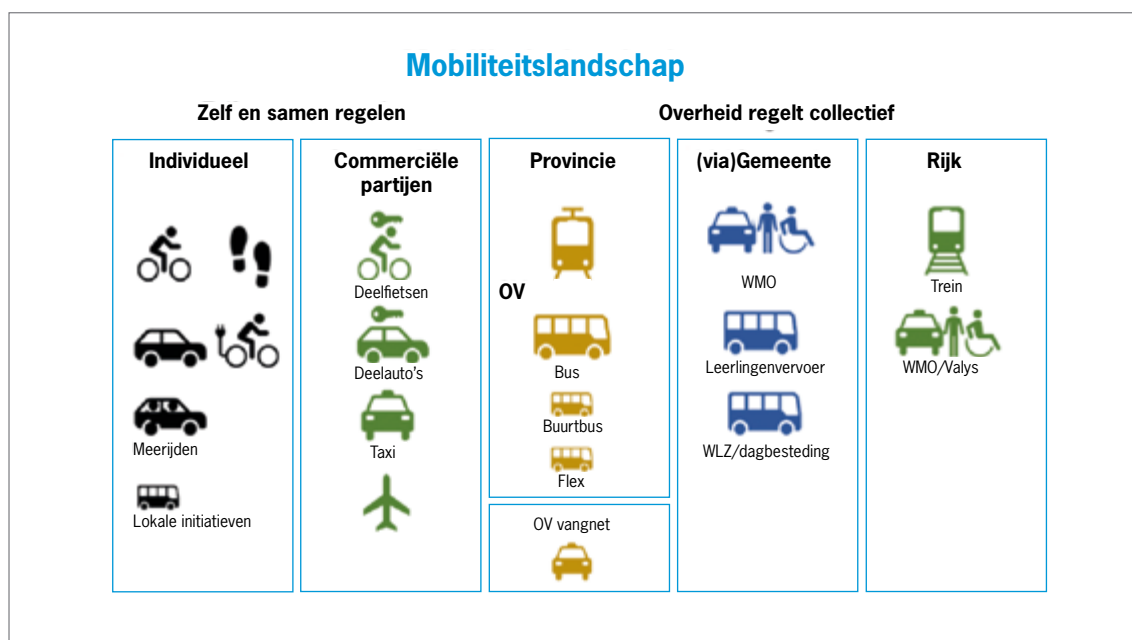 Mobiliteitslandschap
Zelf en samen regelen
Overheid regelt collectief
Individueel
Meerijden
Lokale initiatieven
Commerciële
partijen
Deelfietsen
Deelauto's
Taxi
Provincie
OV
Bus
Buurtbus
Flex
OV vangnet
(via)Gemeente
WMO
Leerlingenvervoer
WLZ/dagbesteding
Rijk
Trein
WMO/Valys